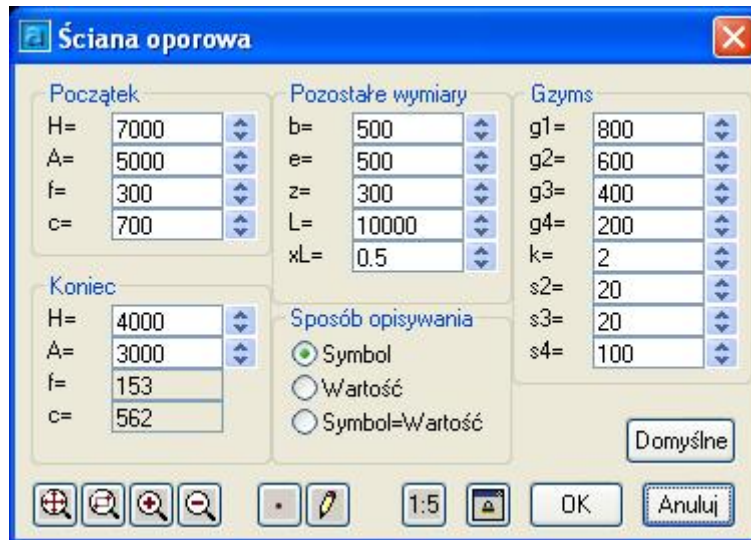 Ściana oporowa
Początek
H= 7000
A= 5000
f= 300
c= 700
Koniec
H= 4000
A= 3000
f= 153
c= 562
Pozostałe wymiary
b= 500
e= 500
z= 300
L= 10000
xL= 0.5
Sposób opisywania
Symbol
Wartość
Symbol=Wartość
Gzyms
g1= 800
g2= 600
g3= 400
g4= 200
k= 2
s2= 20
s3= 20
s4= 100
Domyślne
1:5
OK
Anuluj